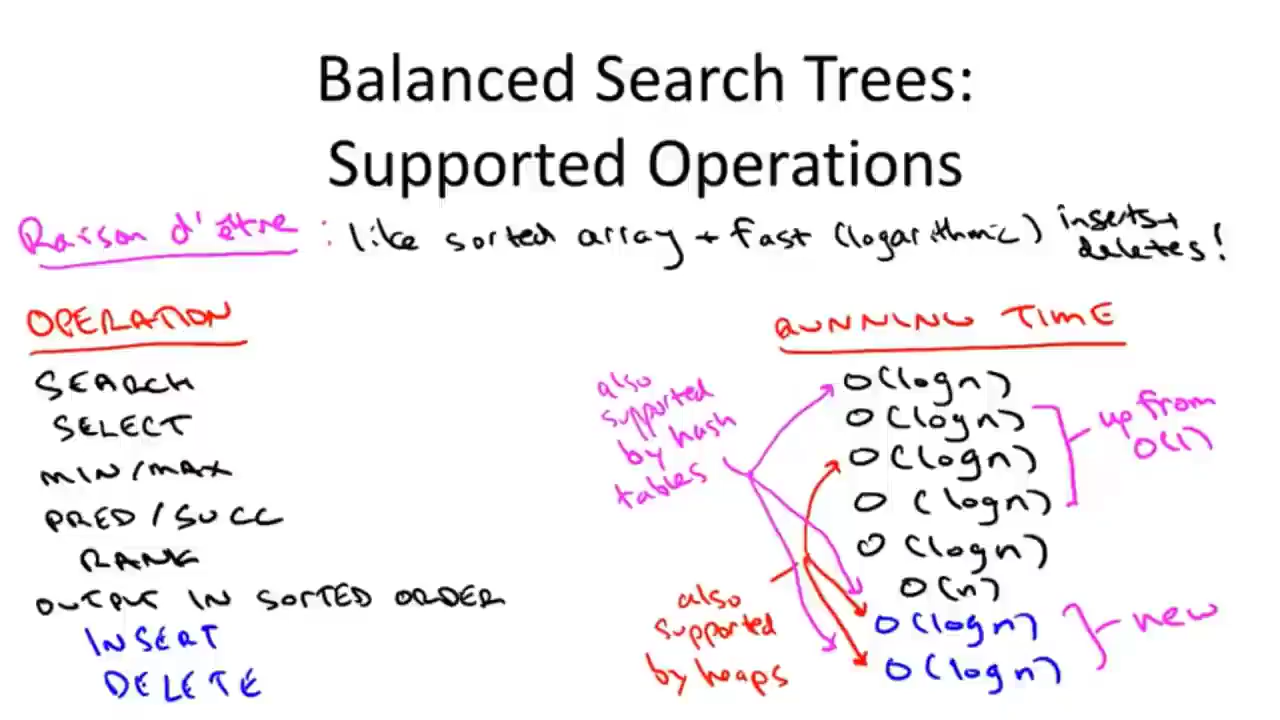 Balanced Search Trees:
Supported Operations
Raison d'être : like sorted array + fast (logarithmic) inserts + deletes!
OPERATION
SEARCH
SELECT
MIN/MAX
PRED/SUCC
RANK
OUTPUT IN SORTED ORDER
INSERT
DELETE
RUNNING TIME
O(log n)
O(log n)
O(log n)
O(log n)
O(log n)
O(n)
O(log n)
O(log n)
also
supported
by hash
tables
up from
O(1)
also
supported
by heaps
new